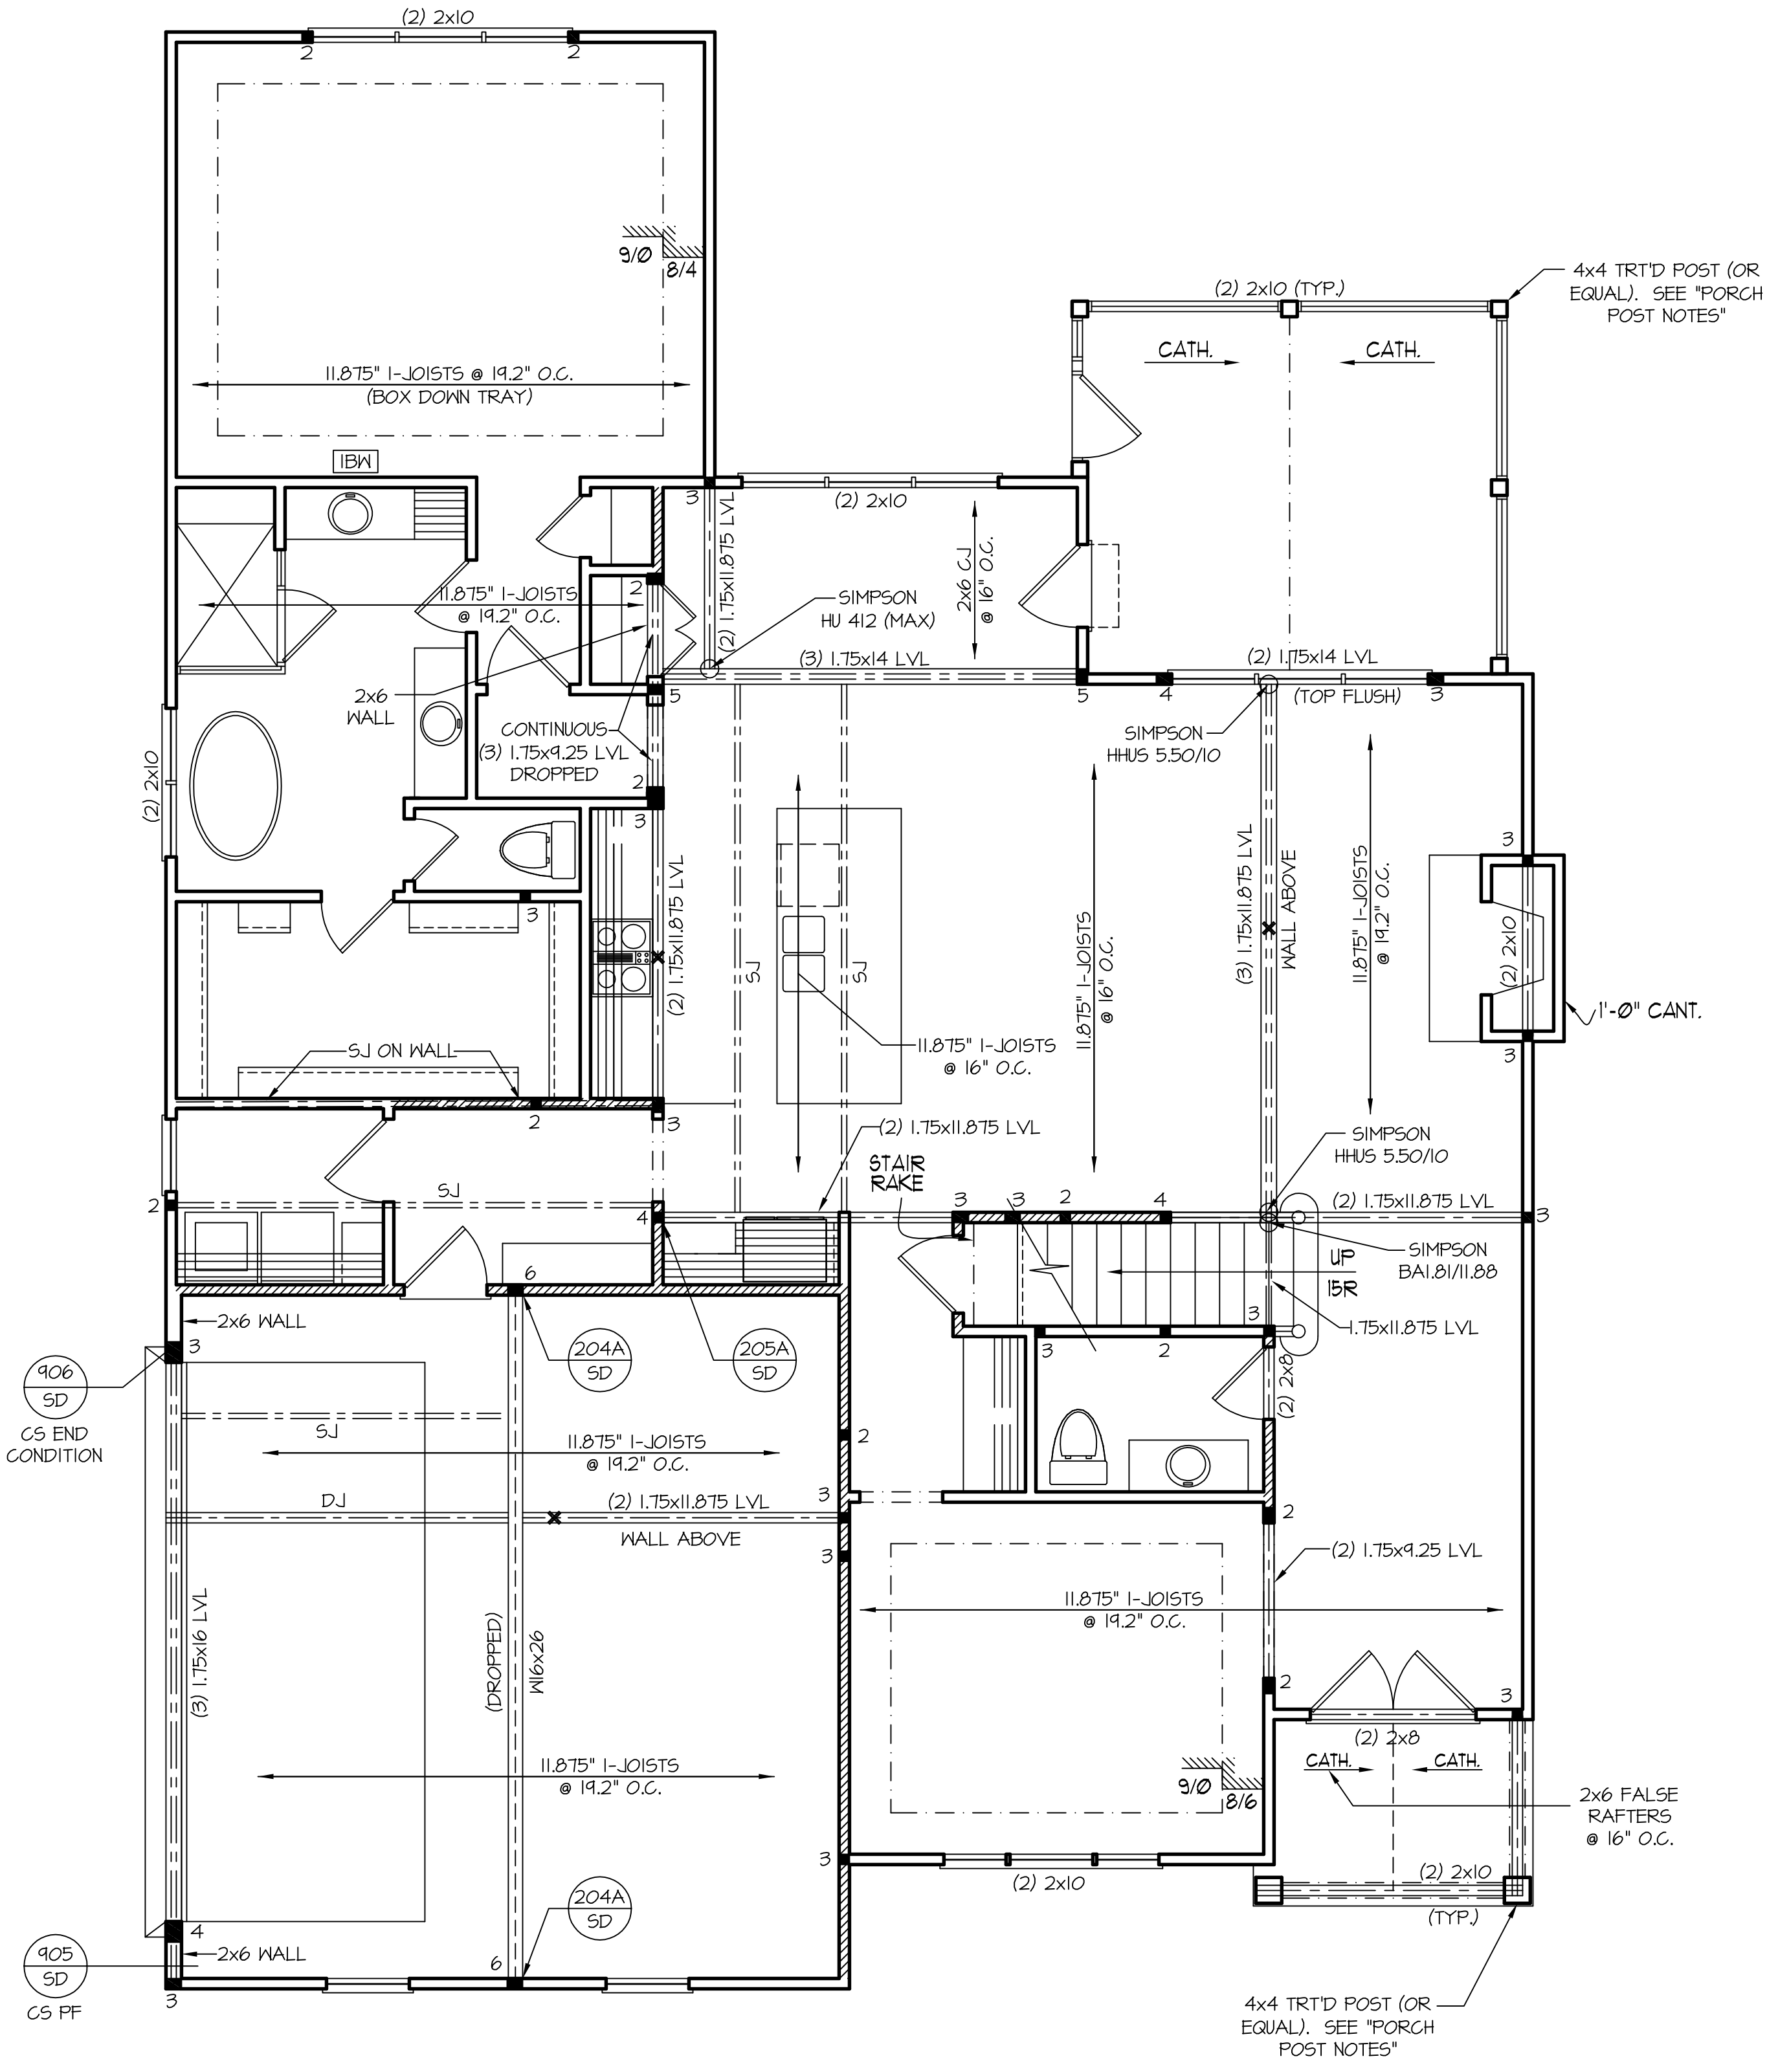 (2) 2x10
2
2
9/0
8/4
11.875" I-JOISTS @ 19.2" O.C.
(BOX DOWN TRAY)
IBW
4x4 TRT'D POST (OR
EQUAL). SEE "PORCH
POST NOTES"
(2) 2x10 (TYP.)
CATH.
CATH.
3
(2) 1.75x11.875 LVL
(2) 2x10
2x6 CJ
@ 16" O.C.
11.875" I-JOISTS
@ 19.2" O.C.
2
SIMPSON
HU 412 (MAX)
(3) 1.75x14 LVL
(2) 1.75x14 LVL
(TOP FLUSH)
5
5
4
3
2x6
WALL
CONTINUOUS
(3) 1.75x9.25 LVL
DROPPED
2
3
SIMPSON
HHUS 5.50/10
(2) 2x10
(2) 1.75x11.875 LVL
SJ
SJ
11.875" I-JOISTS
@ 16" O.C.
11.875" I-JOISTS
@ 16" O.C.
(3) 1.75x11.875 LVL
WALL ABOVE
11.875" I-JOISTS
@ 19.2" O.C.
3
(2) 2x10
3
1'-0" CANT.
3
SJ ON WALL
2
3
(2) 1.75x11.875 LVL
STAIR
RAKE
SIMPSON
HHUS 5.50/10
2
SJ
4
3
3
2
4
(2) 1.75x11.875 LVL
3
UP
15R
SIMPSON
BA1.81/11.88
1.75x11.875 LVL
6
2x6 WALL
3
204A
SD
205A
SD
3
2
3
(2) 2x8
906
SD
CS END
CONDITION
SJ
11.875" I-JOISTS
@ 19.2" O.C.
2
DJ
(2) 1.75x11.875 LVL
WALL ABOVE
3
3
2
(2) 1.75x9.25 LVL
(3) 1.75x16 LVL
(DROPPED)
W16x26
11.875" I-JOISTS
@ 19.2" O.C.
2
3
(2) 2x8
CATH.
CATH.
11.875" I-JOISTS
@ 19.2" O.C.
9/0
8/6
2x6 FALSE
RAFTERS
@ 16" O.C.
3
(2) 2x10
(2) 2x10
(TYP.)
204A
SD
4
2x6 WALL
905
SD
CS PF
3
6
4x4 TRT'D POST (OR
EQUAL). SEE "PORCH
POST NOTES"